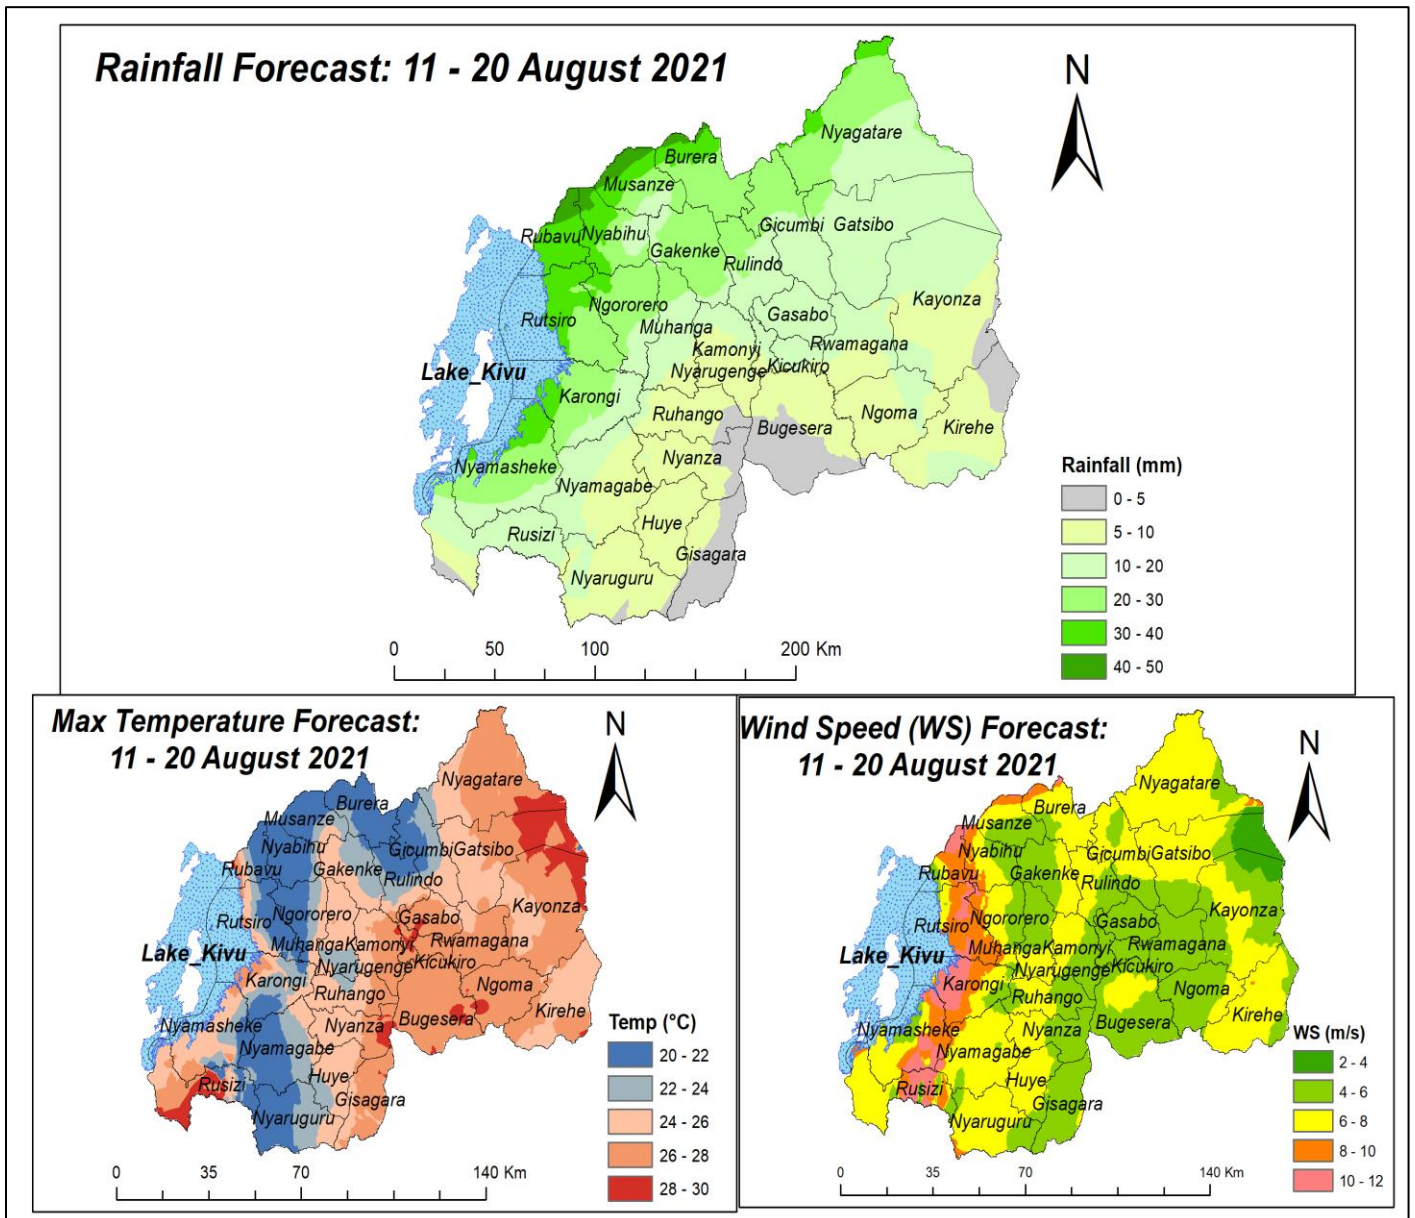 Rainfall Forecast: 11 - 20 August 2021
N
Nyagatare
Burera
Musanze
Rubavu
Nyabihu
Gicumbi
Gatsibo
Gakenke
Rulindo
Ngororero
Kayonza
Rutsiro
Muhanga
Gasabo
Kamonyi
Rwamagana
Lake_Kivu
Nyarugenge
Kicukiro
Karongi
Ruhango
Ngoma
Bugesera
Kirehe
Nyanza
Nyamasheke
Nyamagabe
Huye
Rusizi
Gisagara
Nyaruguru
Rainfall (mm)
0 - 5
5 - 10
10 - 20
20 - 30
30 - 40
40 - 50
0 50 100 200 Km
Max Temperature Forecast:
11 - 20 August 2021
N
Nyagatare
Burera
Musanze
Nyabihu
Gicumbi
Gatsibo
Rubavu
Gakenke
Rulindo
Kayonza
Ngororero
Rutsiro
Gasabo
Muhanga
Kamonyi
Rwamagana
Lake_Kivu
Nyarugenge
Kicukiro
Karongi
Ruhango
Ngoma
Kirehe
Bugesera
Nyamasheke
Nyanza
Nyamagabe
Huye
Rusizi
Gisagara
Nyaruguru
Temp (°C)
20 - 22
22 - 24
24 - 26
26 - 28
28 - 30
0 35 70 140 Km
Wind Speed (WS) Forecast:
11 - 20 August 2021
N
Nyagatare
Burera
Musanze
Nyabihu
Gicumbi
Gatsibo
Rubavu
Gakenke
Rulindo
Kayonza
Ngororero
Rutsiro
Gasabo
Muhanga
Kamonyi
Rwamagana
Lake_Kivu
Nyarugenge
Kicukiro
Karongi
Ruhango
Ngoma
Kirehe
Bugesera
Nyamasheke
Nyanza
Nyamagabe
Huye
Rusizi
Gisagara
Nyaruguru
WS (m/s)
2 - 4
4 - 6
6 - 8
8 - 10
10 - 12
0 35 70 140 Km